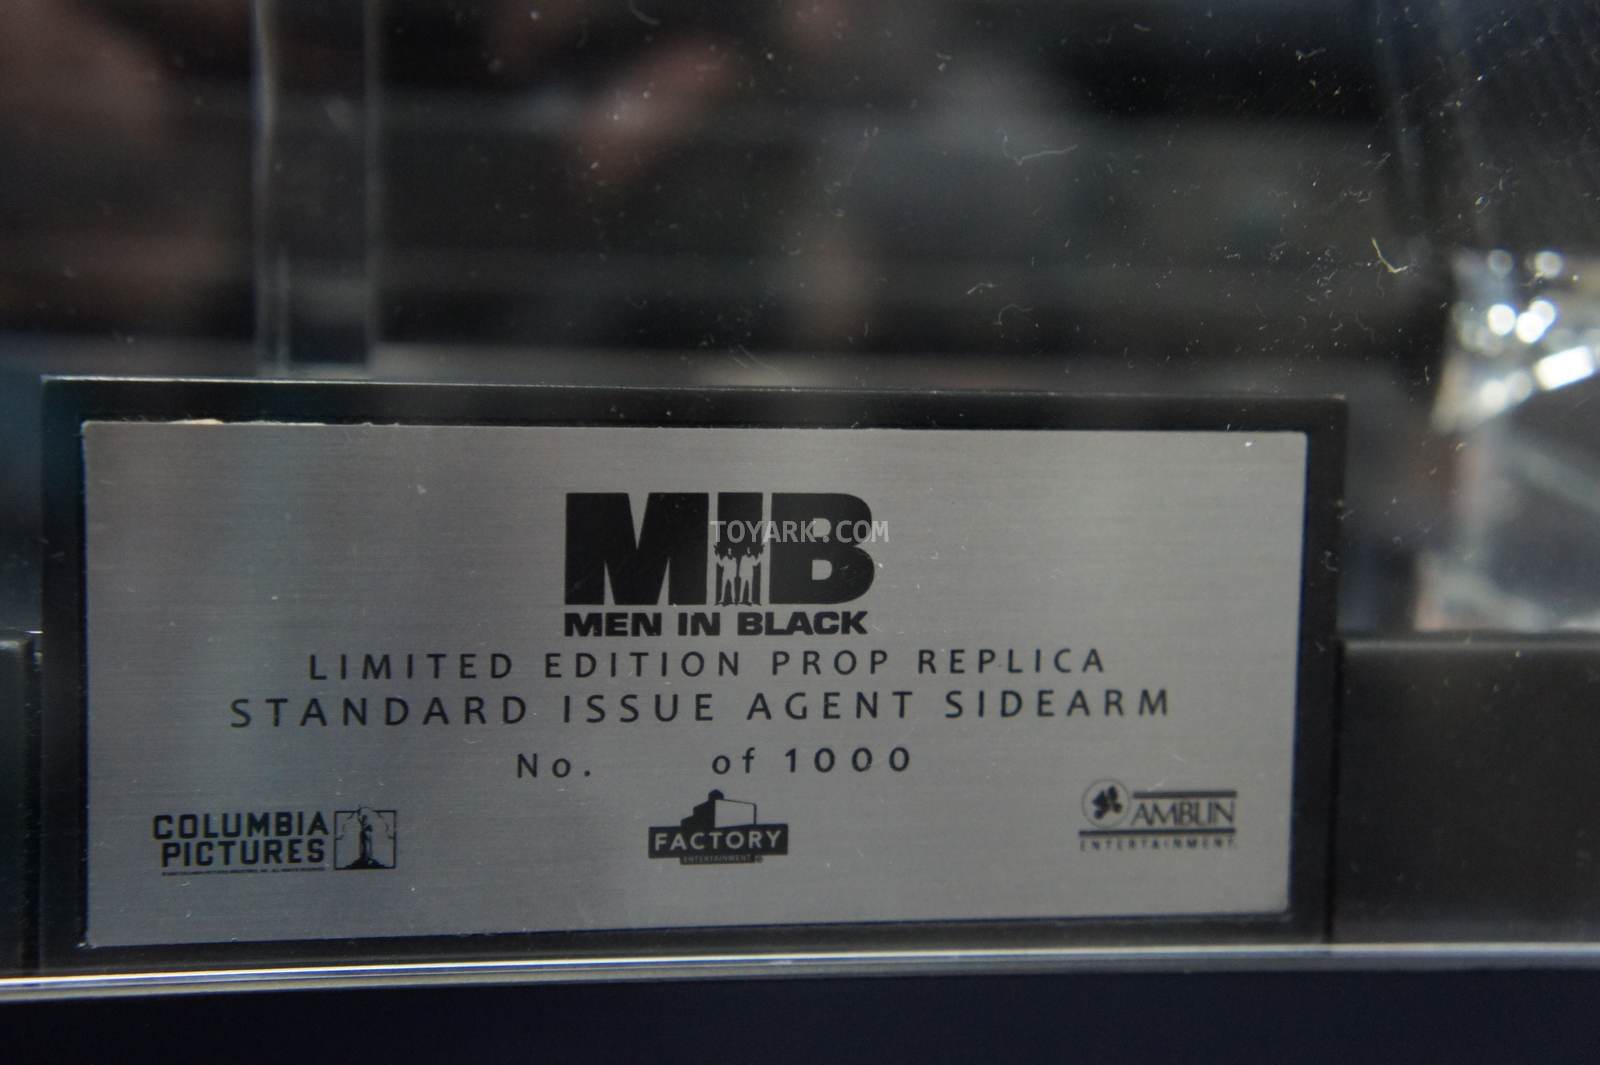 MIB
TOYARK.COM
MEN IN BLACK
LIMITED EDITION PROP REPLICA
STANDARD ISSUE AGENT SIDEARM
No. of 1000
COLUMBIA
PICTURES
FACTORY
ENTERTAINMENT
AMBLIN
ENTERTAINMENT